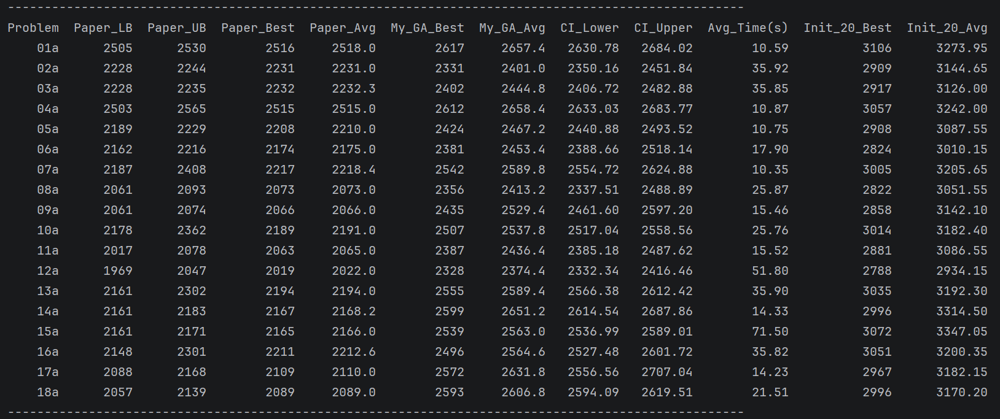 ----------------------------------------------------------------------------------------------------
Problem  Paper_LB  Paper_UB  Paper_Best  Paper_Avg  My_GA_Best  My_GA_Avg  CI_Lower  CI_Upper  Avg_Time(s)  Init_20_Best  Init_20_Avg
01a  2505  2530  2516  2518.0  2617  2657.4  2630.78  2684.02  10.59  3106  3273.95
02a  2228  2244  2231  2231.0  2331  2401.0  2350.16  2451.84  35.92  2909  3144.65
03a  2228  2235  2232  2232.3  2402  2444.8  2406.72  2482.88  35.85  2917  3126.00
04a  2503  2565  2515  2515.0  2612  2658.4  2633.03  2683.77  10.87  3057  3242.00
05a  2189  2229  2208  2210.0  2424  2467.2  2440.88  2493.52  10.75  2908  3087.55
06a  2162  2216  2174  2175.0  2381  2453.4  2388.66  2518.14  17.90  2824  3010.15
07a  2187  2408  2217  2218.4  2542  2589.8  2554.72  2624.88  10.35  3005  3205.65
08a  2061  2093  2073  2073.0  2356  2413.2  2337.51  2488.89  25.87  2822  3051.55
09a  2061  2074  2066  2066.0  2435  2529.4  2461.60  2597.20  15.46  2858  3142.10
10a  2178  2362  2189  2191.0  2507  2537.8  2517.04  2558.56  25.76  3014  3182.40
11a  2017  2078  2063  2065.0  2387  2436.4  2385.18  2487.62  15.52  2881  3086.55
12a  1969  2047  2019  2022.0  2328  2374.4  2332.34  2416.46  51.80  2788  2934.15
13a  2161  2302  2194  2194.0  2555  2589.4  2566.38  2612.42  35.90  3035  3192.30
14a  2161  2183  2167  2168.2  2599  2651.2  2614.54  2687.86  14.33  2996  3314.50
15a  2161  2171  2165  2166.0  2539  2563.0  2536.99  2589.01  71.50  3072  3347.05
16a  2148  2301  2211  2212.6  2496  2564.6  2527.48  2601.72  35.82  3051  3200.35
17a  2088  2168  2109  2110.0  2572  2631.8  2556.56  2707.04  14.23  2967  3182.15
18a  2057  2139  2089  2089.0  2593  2606.8  2594.09  2619.51  21.51  2996  3170.20
----------------------------------------------------------------------------------------------------